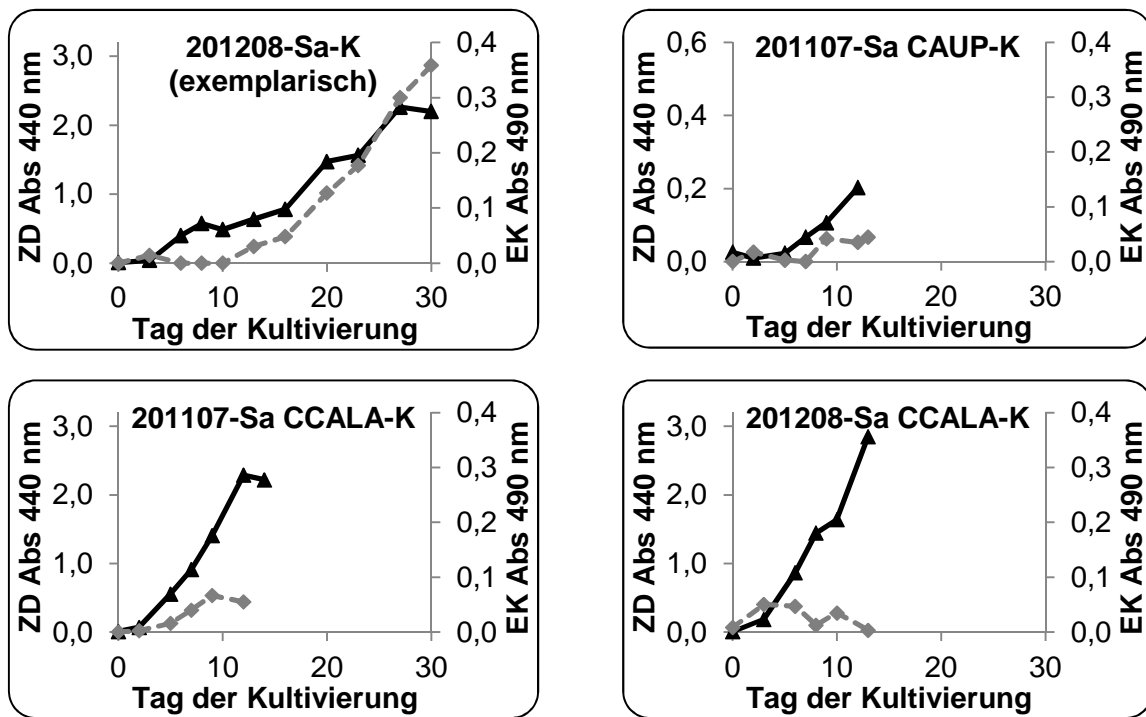 201208-Sa-K
(exemplarisch)
ZD Abs 440 nm
3,0
2,0
1,0
0,0
EK Abs 490 nm
0,4
0,3
0,2
0,1
0,0
0 10 20 30
Tag der Kultivierung
201107-Sa CAUP-K
ZD Abs 440 nm
0,6
0,4
0,2
0,0
EK Abs 490 nm
0,4
0,3
0,2
0,1
0,0
0 10 20 30
Tag der Kultivierung
201107-Sa CCALA-K
ZD Abs 440 nm
3,0
2,0
1,0
0,0
EK Abs 490 nm
0,4
0,3
0,2
0,1
0,0
0 10 20 30
Tag der Kultivierung
201208-Sa CCALA-K
ZD Abs 440 nm
3,0
2,0
1,0
0,0
EK Abs 490 nm
0,4
0,3
0,2
0,1
0,0
0 10 20 30
Tag der Kultivierung